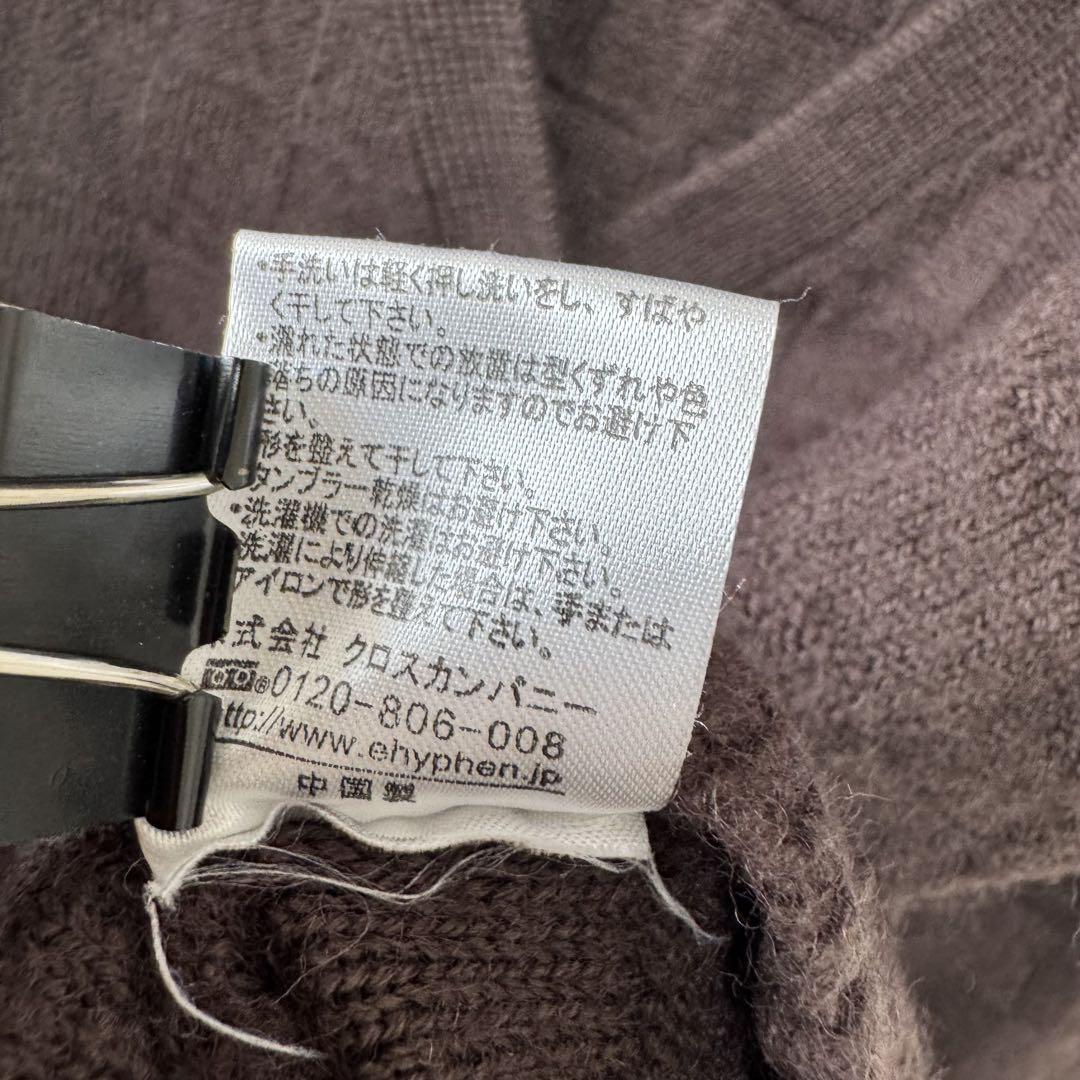 ・手洗いは軽く押し洗いをし、すばや
く干して下さい。
・濡れた状態での放置は型くずれや色
落ちの原因になりますのでお避け下
さい。
形を整えて干して下さい。
タンブラー乾燥はお避け下さい。
・洗濯機での洗濯はお避け下さい。
洗濯により伸縮した場合は、蒸または
アイロンで形を整えて下さい。
式会社 クロスカンパニー
®0120-806-008
http://www.ehyphen.jp
中国製